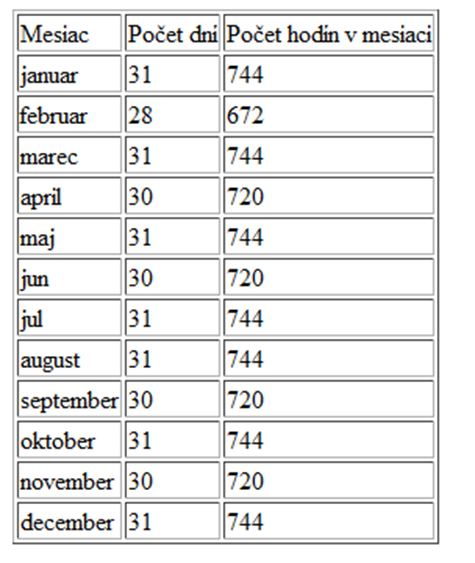 Mesiac Počet dní Počet hodín v mesiaci
januar 31 744
februar 28 672
marec 31 744
april 30 720
maj 31 744
jun 30 720
jul 31 744
august 31 744
september 30 720
oktober 31 744
november 30 720
december 31 744